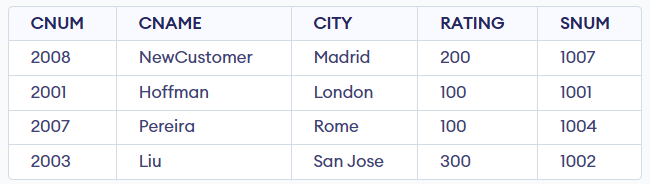 CNUM CNAME CITY RATING SNUM
2008 NewCustomer Madrid 200 1007
2001 Hoffman London 100 1001
2007 Pereira Rome 100 1004
2003 Liu San Jose 300 1002